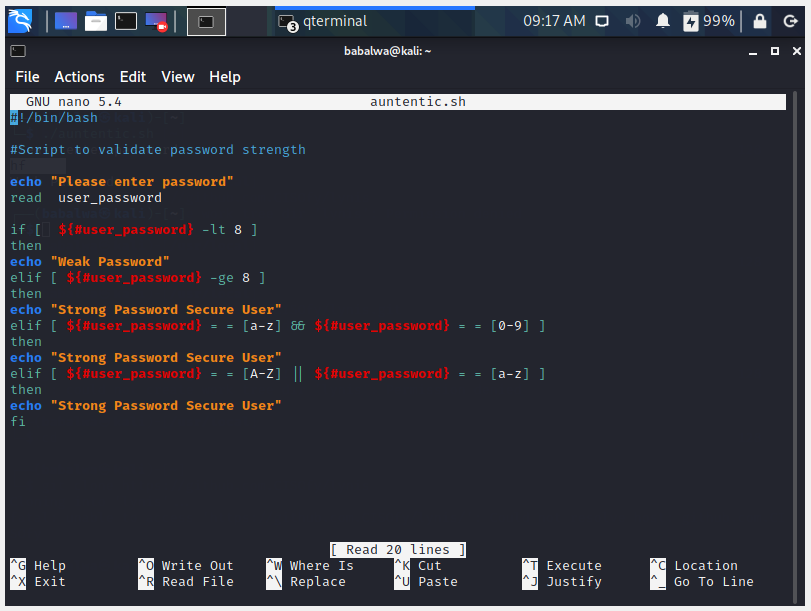 qterminal
09:17 AM
99%
babalwa@kali: ~
File Actions Edit View Help
GNU nano 5.4 auntentic.sh
#!/bin/bash
#Script to validate password strength
echo "Please enter password"
read user_password
if [ ${#user_password} -lt 8 ]
then
echo "Weak Password"
elif [ ${#user_password} -ge 8 ]
then
echo "Strong Password Secure User"
elif [ ${#user_password} = = [a-z] && ${#user_password} = = [0-9] ]
then
echo "Strong Password Secure User"
elif [ ${#user_password} = = [A-Z] || ${#user_password} = = [a-z] ]
then
echo "Strong Password Secure User"
fi
[ Read 20 lines ]
^G Help ^O Write Out ^W Where Is ^K Cut ^T Execute ^C Location
^X Exit ^R Read File ^\ Replace ^U Paste ^J Justify ^_ Go To Line